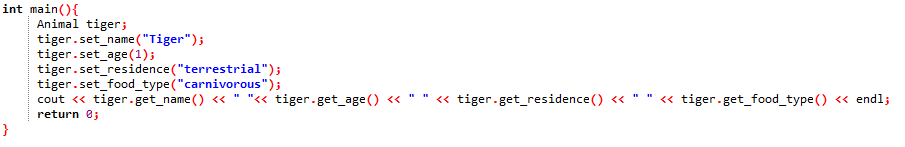 int main(){
Animal tiger;
tiger.set_name("Tiger");
tiger.set_age(1);
tiger.set_residence("terrestrial");
tiger.set_food_type("carnivorous");
cout << tiger.get_name() << " "<< tiger.get_age() << " " << tiger.get_residence() << " " << tiger.get_food_type() << endl;
return 0;
}